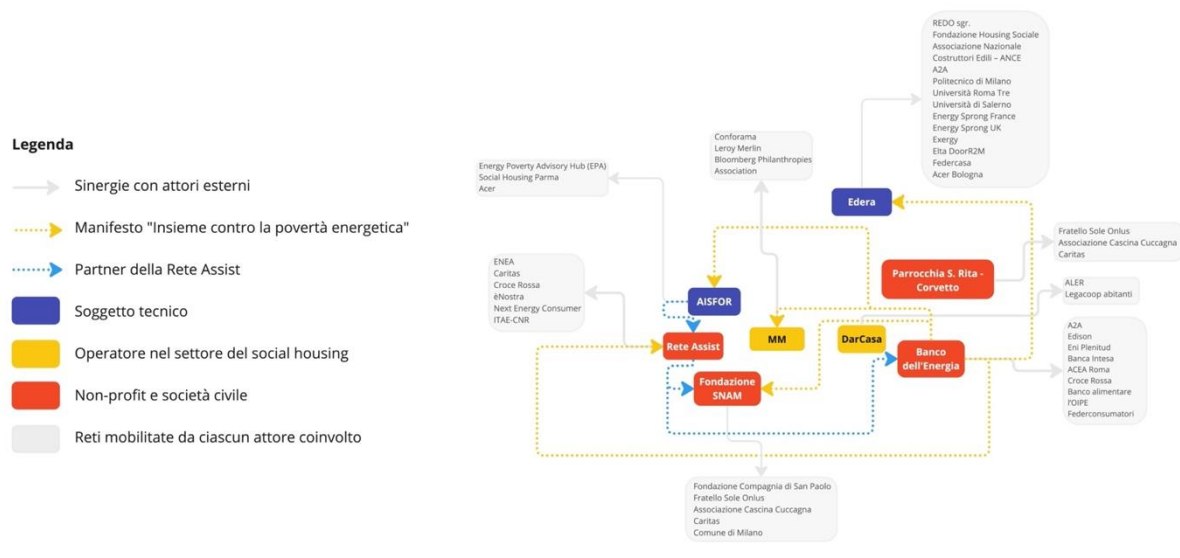 Legenda
Sinergie con attori esterni
Manifesto "Insieme contro la povertà energetica"
Partner della Rete Assist
Soggetto tecnico
Operatore nel settore del social housing
Non-profit e società civile
Reti mobilitate da ciascun attore coinvolto
REDO sgr.
Fondazione Housing Sociale
Associazione Nazionale
Costruttori Edili – ANCE
A2A
Politecnico di Milano
Università Roma Tre
Università di Salerno
Energy Sprong France
Energy Sprong UK
Exergy
Elta DoorR2M
Federcasa
Acer Bologna
Conforama
Leroy Merlin
Bloomberg Philanthropies
Association
Energy Poverty Advisory Hub (EPA)
Social Housing Parma
Acer
Edera
Fratello Sole Onlus
Associazione Cascina Cuccagna
Caritas
ENEA
Caritas
Croce Rossa
èNostra
Next Energy Consumer
ITAE-CNR
Parrocchia S. Rita -
Corvetto
ALER
Legacoop abitanti
AISFOR
Rete Assist
MM
DarCasa
Banco
dell'Energia
Fondazione
SNAM
A2A
Edison
Eni Plenitud
Banca Intesa
ACEA Roma
Croce Rossa
Banco alimentare
l'OIPE
Federconsumatori
Fondazione Compagnia di San Paolo
Fratello Sole Onlus
Associazione Cascina Cuccagna
Caritas
Comune di Milano